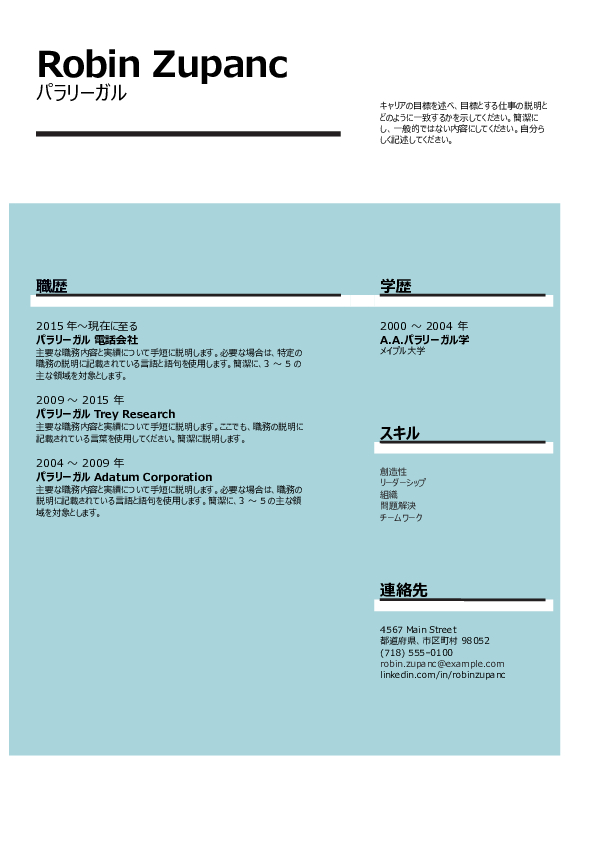 Robin Zupanc
パラリーガル
キャリアの目標を述べ、目標とする仕事の説明と
どのように一致するかを示してください。簡潔に
し、一般的ではない内容にしてください。自分ら
しく記述してください。
職歴
2015 年～現在に至る
パラリーガル 電話会社
主要な職務内容と実績について手短に説明します。必要な場合は、特定の
職務の説明に記載されている言語と語句を使用します。簡潔に、3 ～ 5 の
主な領域を対象とします。
2009 ～ 2015 年
パラリーガル Trey Research
主要な職務内容と実績について手短に説明します。ここでも、職務の説明に
記載されている言葉を使用してください。簡潔に説明します。
2004 ～ 2009 年
パラリーガル Adatum Corporation
主要な職務内容と実績について手短に説明します。必要な場合は、職務の
説明に記載されている言語と語句を使用します。簡潔に、3 ～ 5 の主な領
域を対象とします。
学歴
2000 ～ 2004 年
A.A.パラリーガル学
メイプル大学
スキル
創造性
リーダーシップ
組織
問題解決
チームワーク
連絡先
4567 Main Street
都道府県、市区町村 98052
(718) 555–0100
robin.zupanc@example.com
linkedin.com/in/robinzupanc